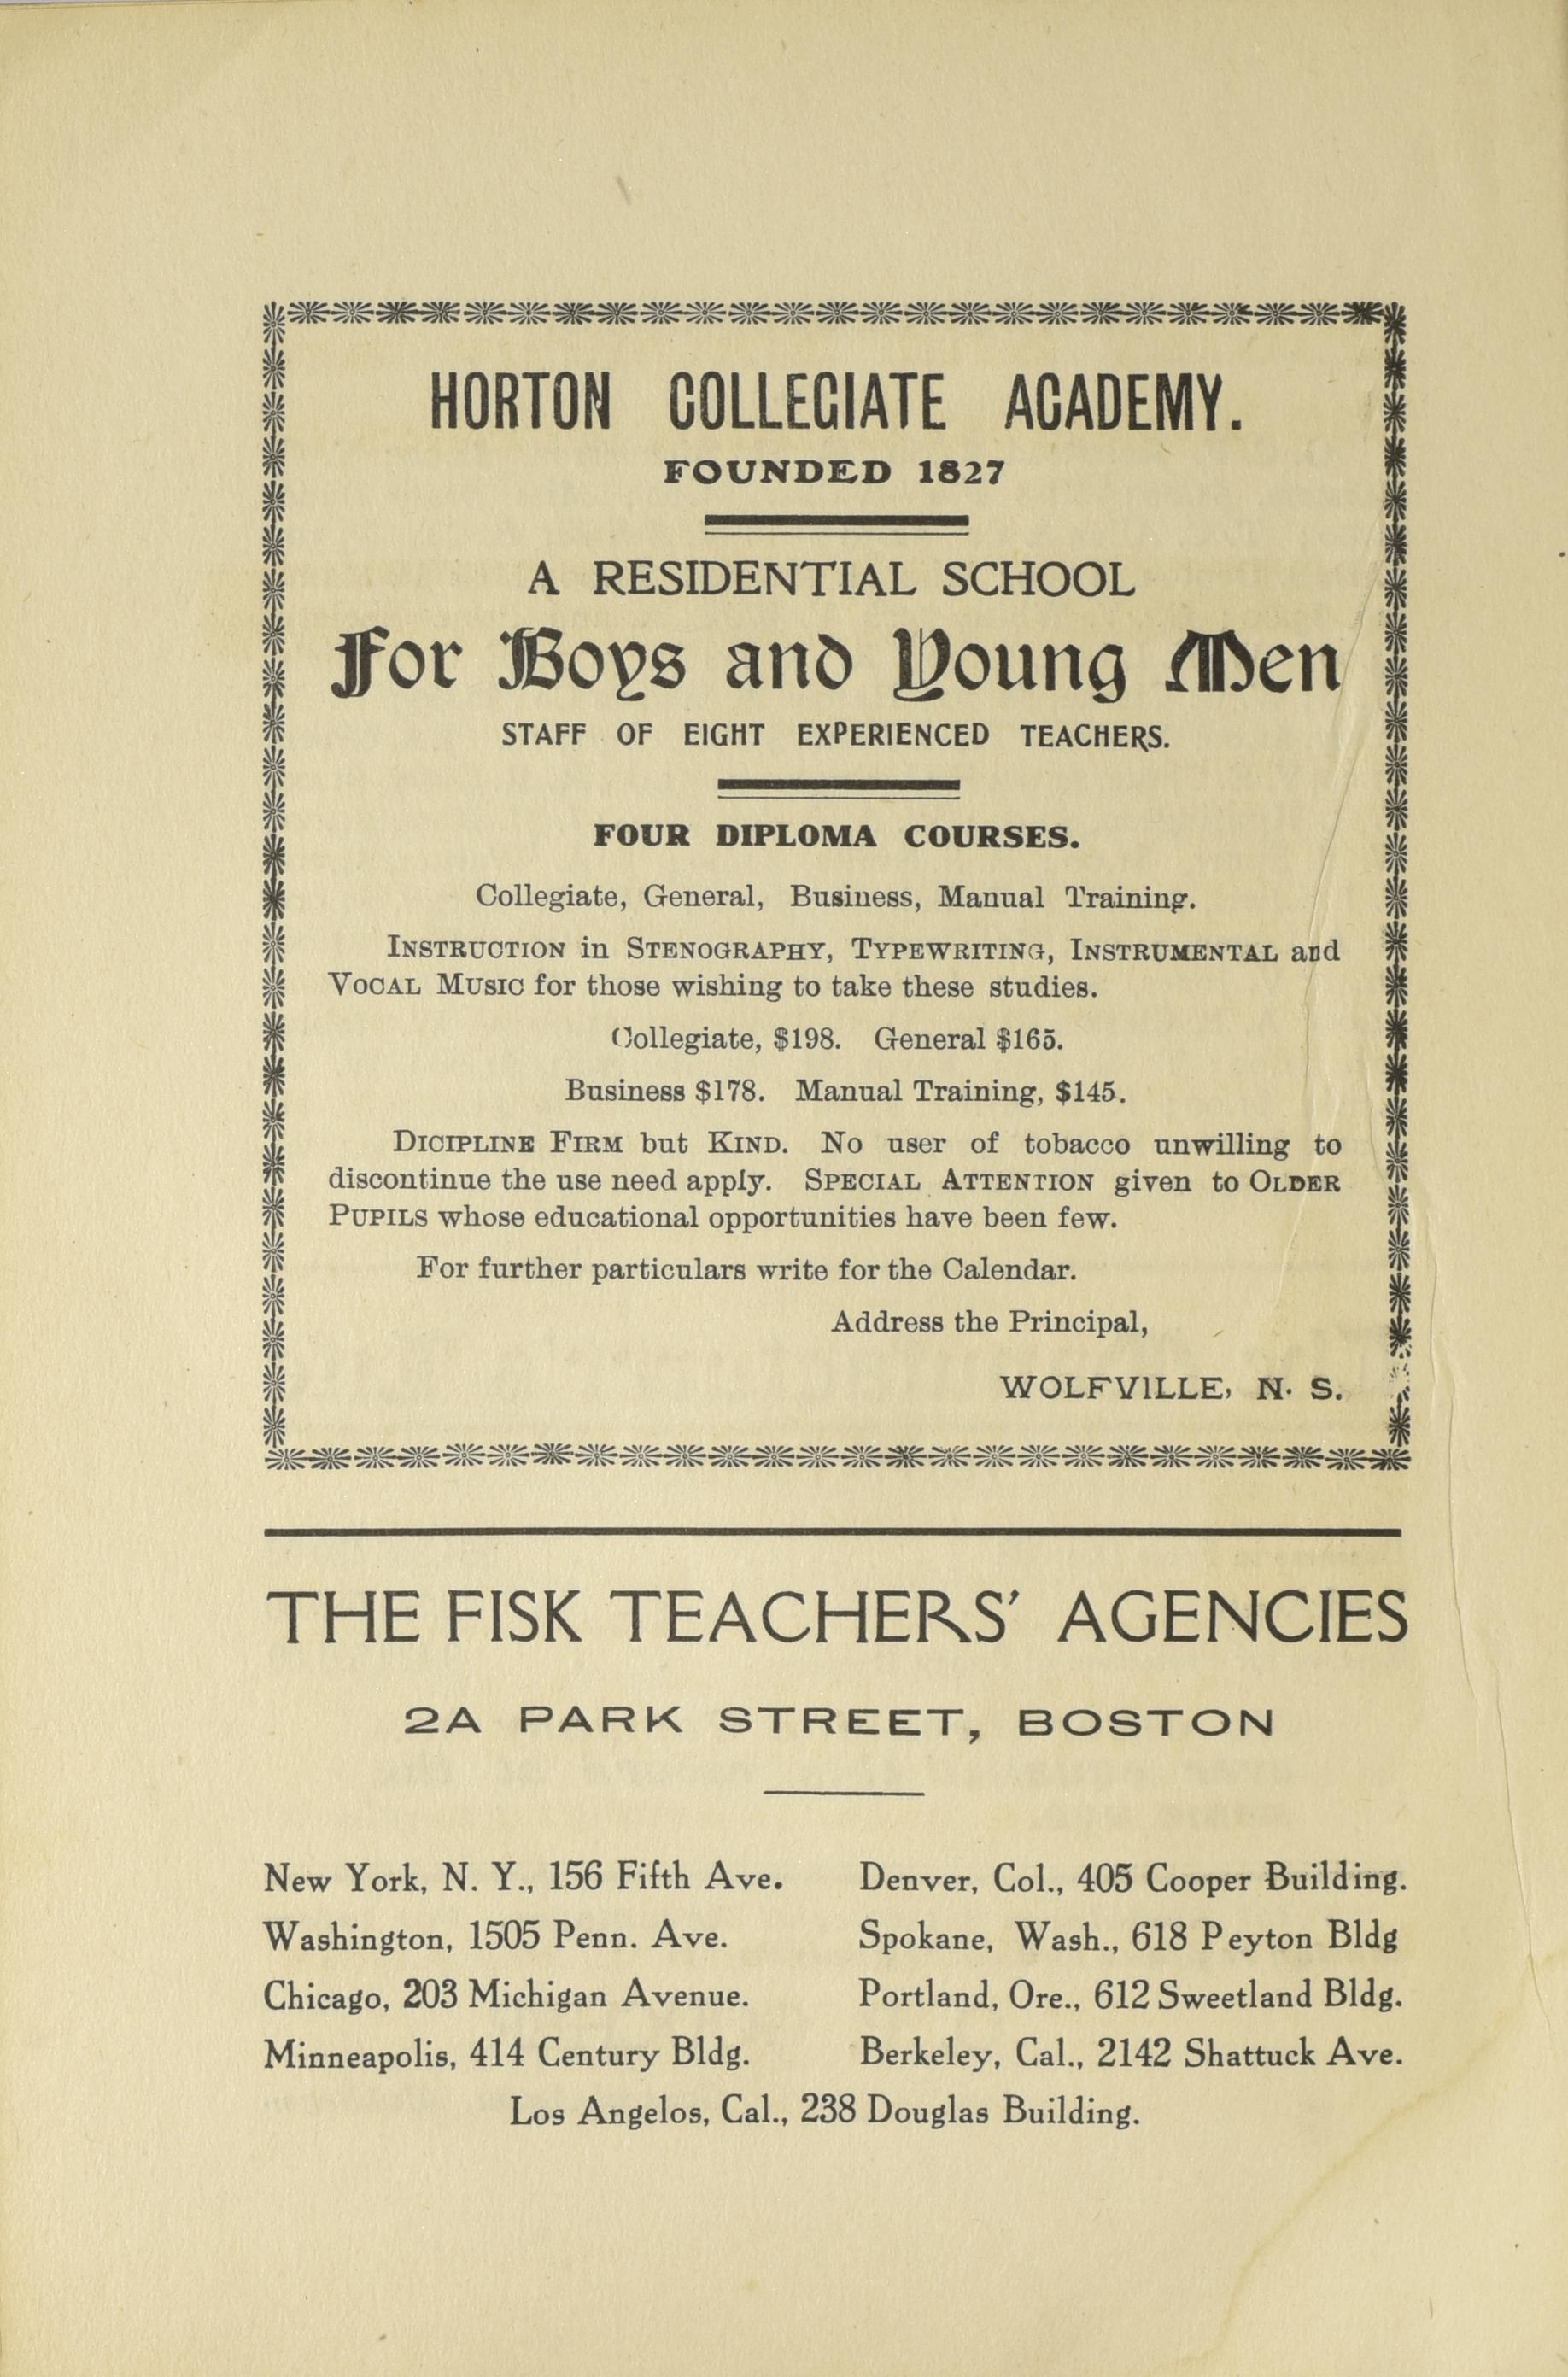 HORTON COLLEGIATE ACADEMY.
FOUNDED 1827
A RESIDENTIAL SCHOOL
For Boys and Young Men
STAFF OF EIGHT EXPERIENCED TEACHERS.
FOUR DIPLOMA COURSES.
Collegiate, General, Business, Manual Training.
INSTRUCTION in STENOGRAPHY, TYPEWRITING, INSTRUMENTAL and
VOCAL MUSIC for those wishing to take these studies.
Collegiate, $198. General $165.
Business $178. Manual Training, $145.
DICIPLINE FIRM but KIND. No user of tobacco unwilling to
discontinue the use need apply. SPECIAL ATTENTION given to OLDER
PUPILS whose educational opportunities have been few.
For further particulars write for the Calendar.
Address the Principal,
WOLFVILLE, N. S.
THE FISK TEACHERS' AGENCIES
2A PARK STREET, BOSTON
New York, N. Y., 156 Fifth Ave. Denver, Col., 405 Cooper Building.
Washington, 1505 Penn. Ave. Spokane, Wash., 618 Peyton Bldg
Chicago, 203 Michigan Avenue. Portland, Ore., 612 Sweetland Bldg.
Minneapolis, 414 Century Bldg. Berkeley, Cal., 2142 Shattuck Ave.
Los Angelos, Cal., 238 Douglas Building.